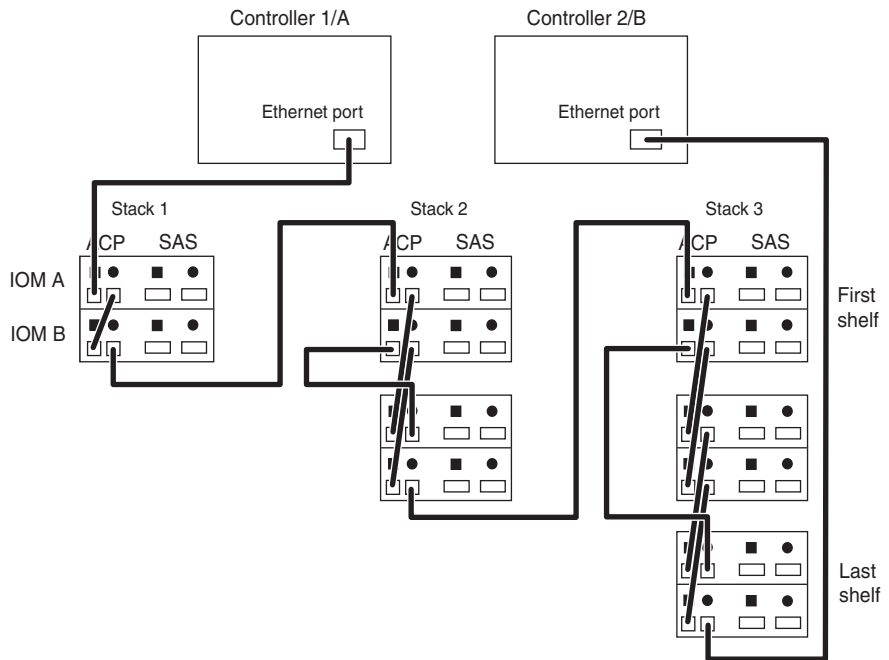 Controller 1/A
Controller 2/B
Ethernet port
Ethernet port
Stack 1
Stack 2
Stack 3
ACP SAS
ACP SAS
ACP SAS
IOM A
IOM B
First
shelf
Last
shelf